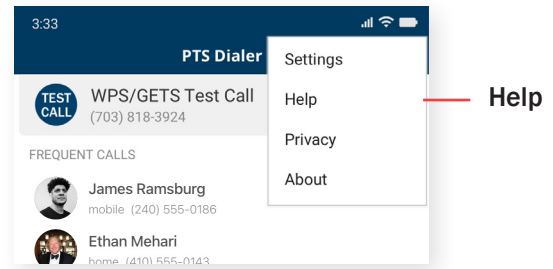 3:33
PTS Dialer
Settings
Help
Privacy
About
TEST
CALL
WPS/GETS Test Call
(703) 818-3924
FREQUENT CALLS
James Ramsburg
mobile (240) 555-0186
Ethan Mehari
home (410) 555-0143
Help